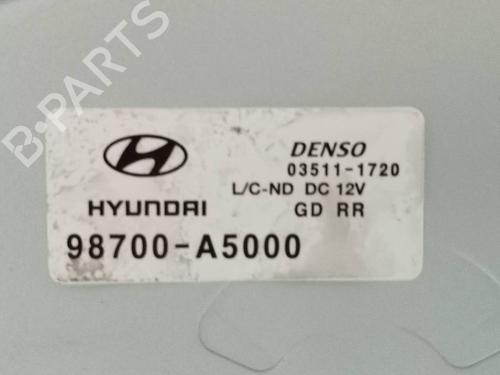 B-PARTS
DENSO
03511-1720
L/C-ND DC 12V
HYUNDAI GD RR
98700-A5000